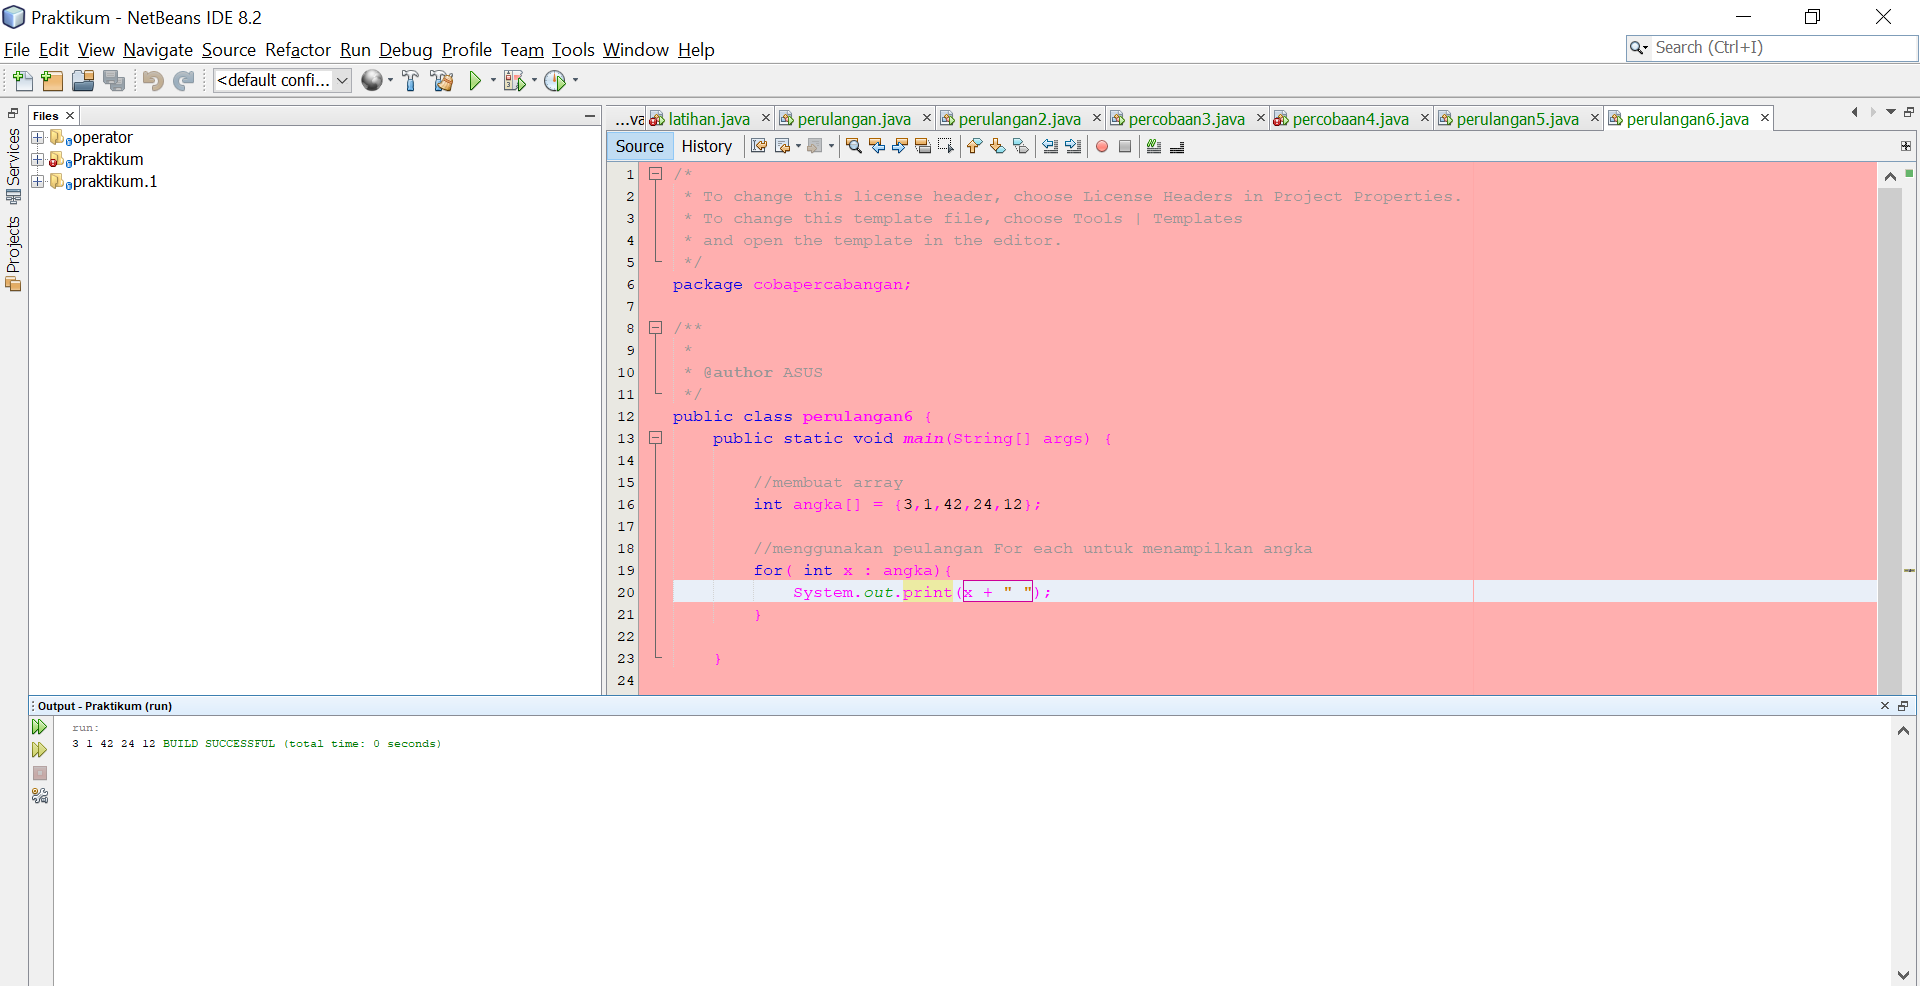 Praktikum - NetBeans IDE 8.2
File Edit View Navigate Source Refactor Run Debug Profile Team Tools Window Help
Search (Ctrl+I)
<default confi...
Files
...va latihan.java perulangan.java perulangan2.java percobaan3.java percobaan4.java perulangan5.java perulangan6.java
Services
Projects
operator
Praktikum
praktikum.1
Source History
1 /*
2 * To change this license header, choose License Headers in Project Properties.
3 * To change this template file, choose Tools | Templates
4 * and open the template in the editor.
5 */
6 package cobapercabangan;
7
8 /**
9 *
10 * @author ASUS
11 */
12 public class perulangan6 {
13 public static void main(String[] args) {
14
15 //membuat array
16 int angka[] = {3,1,42,24,12};
17
18 //menggunakan peulangan For each untuk menampilkan angka
19 for( int x : angka){
20 System.out.print(x + " ");
21 }
22
23 }
24
Output - Praktikum (run)
run:
3 1 42 24 12 BUILD SUCCESSFUL (total time: 0 seconds)